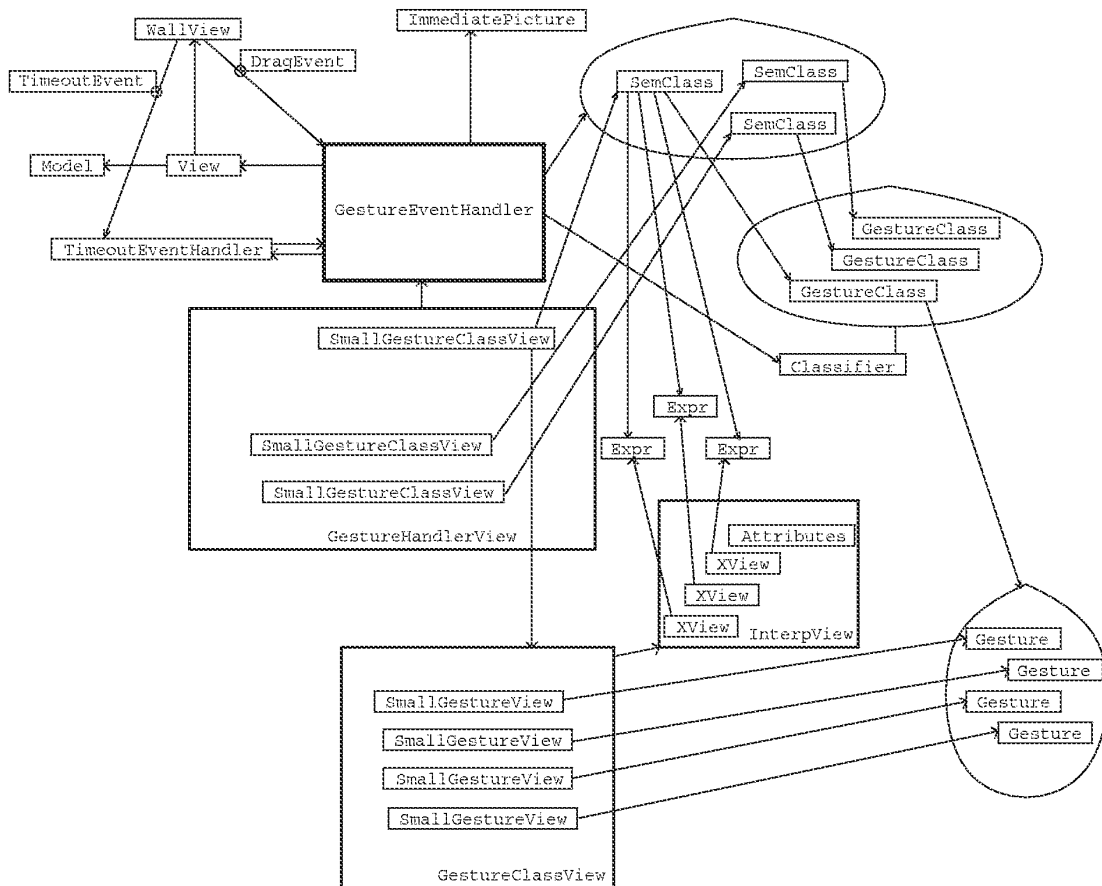 ImmediatePicture
WallView
DragEvent
TimeoutEvent
SemClass
SemClass
SemClass
Model
View
GestureEventHandler
TimeoutEventHandler
GestureClass
GestureClass
GestureClass
SmallGestureClassView
Classifier
Expr
SmallGestureClassView
Expr
Expr
SmallGestureClassView
GestureHandlerView
Attributes
XView
XView
XView
InterpView
Gesture
Gesture
SmallGestureView
Gesture
SmallGestureView
Gesture
SmallGestureView
SmallGestureView
GestureClassView